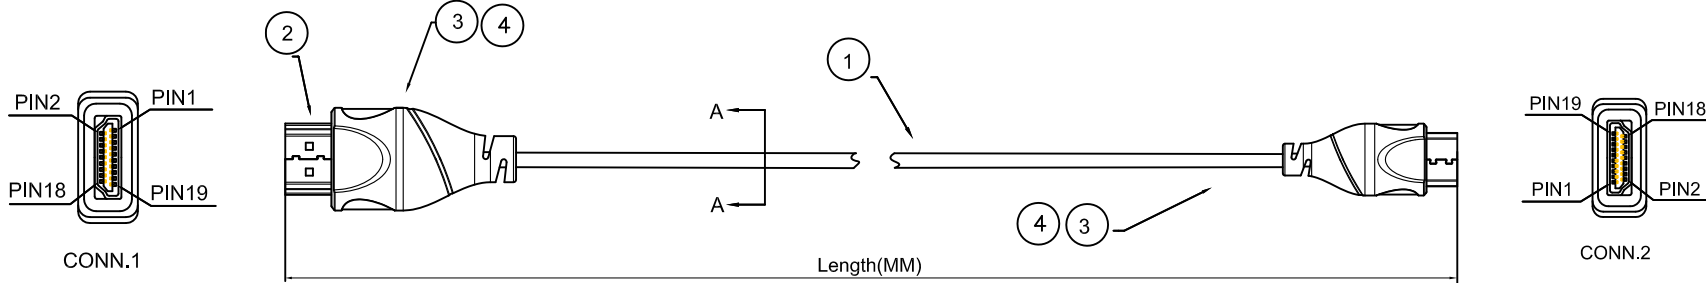 2
3
4
1
PIN2
PIN1
A
PIN19
PIN18
PIN18
PIN19
A
PIN1
PIN2
4
3
CONN.1
Length(MM)
CONN.2